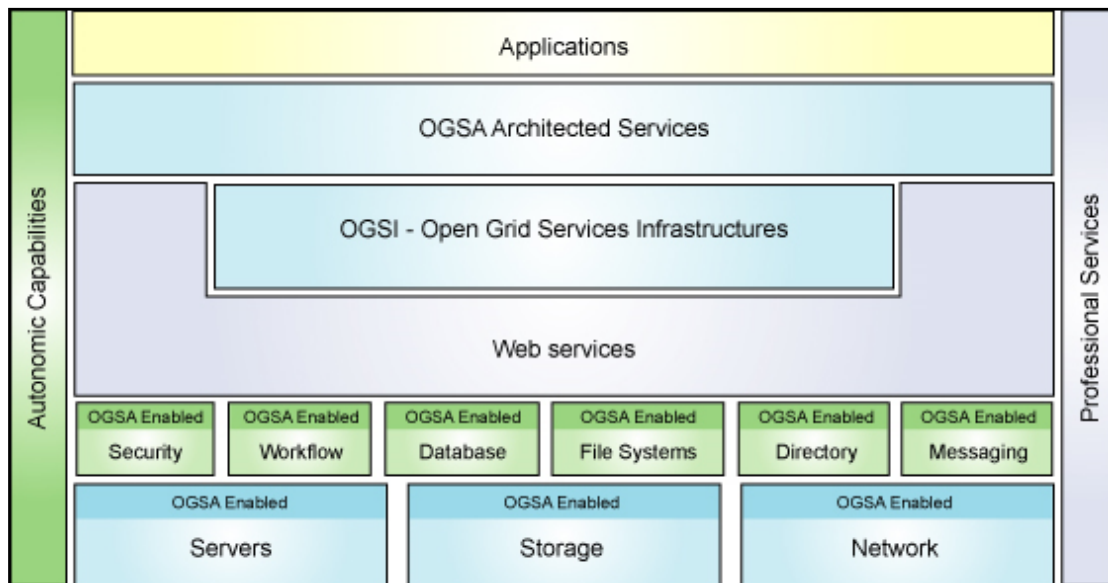 Autonomic Capabilities
Applications
OGSA Architected Services
OGSI - Open Grid Services Infrastructures
Web services
OGSA Enabled
Security
OGSA Enabled
Workflow
OGSA Enabled
Database
OGSA Enabled
File Systems
OGSA Enabled
Directory
OGSA Enabled
Messaging
OGSA Enabled
Servers
OGSA Enabled
Storage
OGSA Enabled
Network
Professional Services